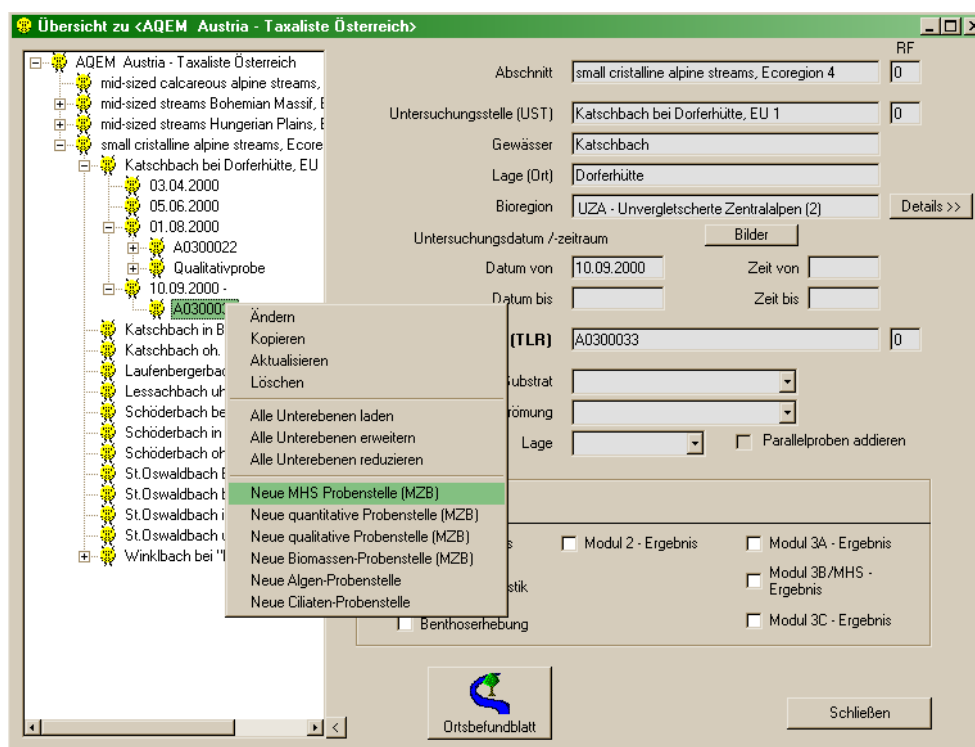 Übersicht zu <AQEM Austria - Taxaliste Österreich>
AQEM Austria - Taxaliste Österreich
mid-sized calcareous alpine streams,
mid-sized streams Bohemian Massif, E
mid-sized streams Hungarian Plains, E
small cristalline alpine streams, Ecore
Katschbach bei Dorferhütte, EU
03.04.2000
05.06.2000
01.08.2000
A0300022
Qualitativprobe
10.09.2000 -
A030003
Katschbach in B
Katschbach oh.
Laufenbergerbac
Lessachbach uh
Schöderbach be
Schöderbach in
Schöderbach oh
St.Oswaldbach B
St.Oswaldbach b
St.Oswaldbach i
St.Oswaldbach u
Winklbach bei "I
Ändern
Kopieren
Aktualisieren
Löschen
Alle Unterebenen laden
Alle Unterebenen erweitern
Alle Unterebenen reduzieren
Neue MHS Probenstelle (MZB)
Neue quantitative Probenstelle (MZB)
Neue qualitative Probenstelle (MZB)
Neue Biomassen-Probenstelle (MZB)
Neue Algen-Probenstelle
Neue Ciliaten-Probenstelle
RF
Abschnitt small cristalline alpine streams, Ecoregion 4 0
Untersuchungsstelle (UST) Katschbach bei Dorferhütte, EU 1 0
Gewässer Katschbach
Lage (Ort) Dorferhütte
Bioregion UZA - Unvergletscherte Zentralalpen (2) Details >>
Untersuchungsdatum /-zeitraum Bilder
Datum von 10.09.2000 Zeit von
Datum bis Zeit bis
(TLR) A0300033 0
Substrat
römung
Lage Parallelproben addieren
s Modul 2 - Ergebnis Modul 3A - Ergebnis
stik Modul 3B/MHS - Ergebnis
Benthoserhebung Modul 3C - Ergebnis
Ortsbefundblatt
Schließen
<